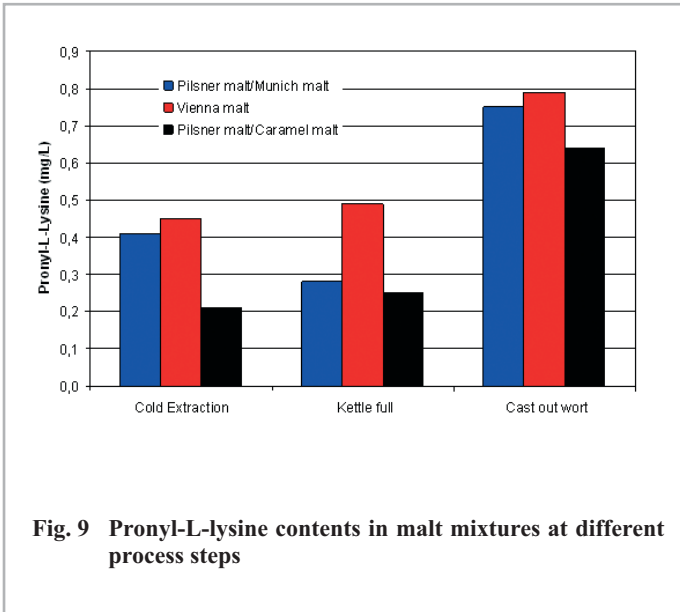 0,9
0,8
0,7
0,6
0,5
0,4
0,3
0,2
0,1
0,0
Pronyl-L-Lysine (mg/L)
Pilsner malt/Munich malt
Vienna malt
Pilsner malt/Caramel malt
Cold Extraction
Kettle full
Cast out wort
Fig. 9 Pronyl-L-lysine contents in malt mixtures at different
process steps